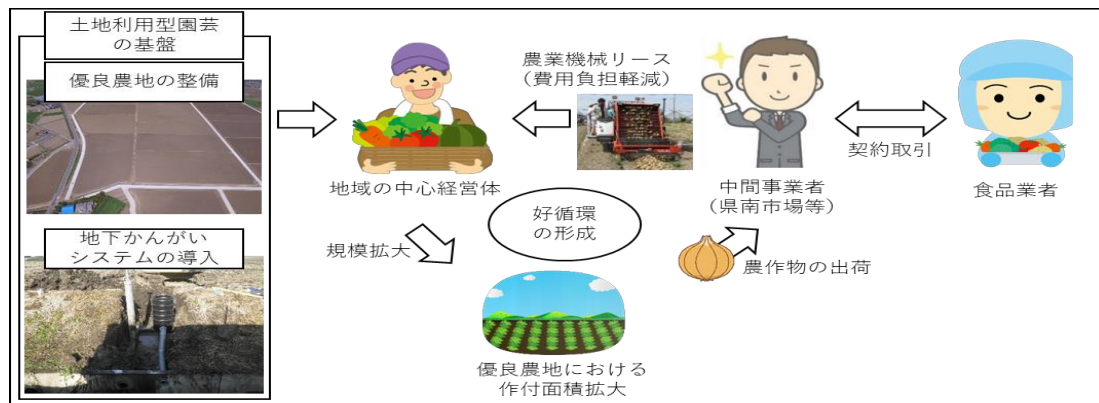 土地利用型園芸
の基盤
優良農地の整備
地下かんがい
システムの導入
地域の中心経営体
農業機械リース
(費用負担軽減)
中間事業者
(県南市場等)
契約取引
食品業者
好循環
の形成
規模拡大
農作物の出荷
優良農地における
作付面積拡大